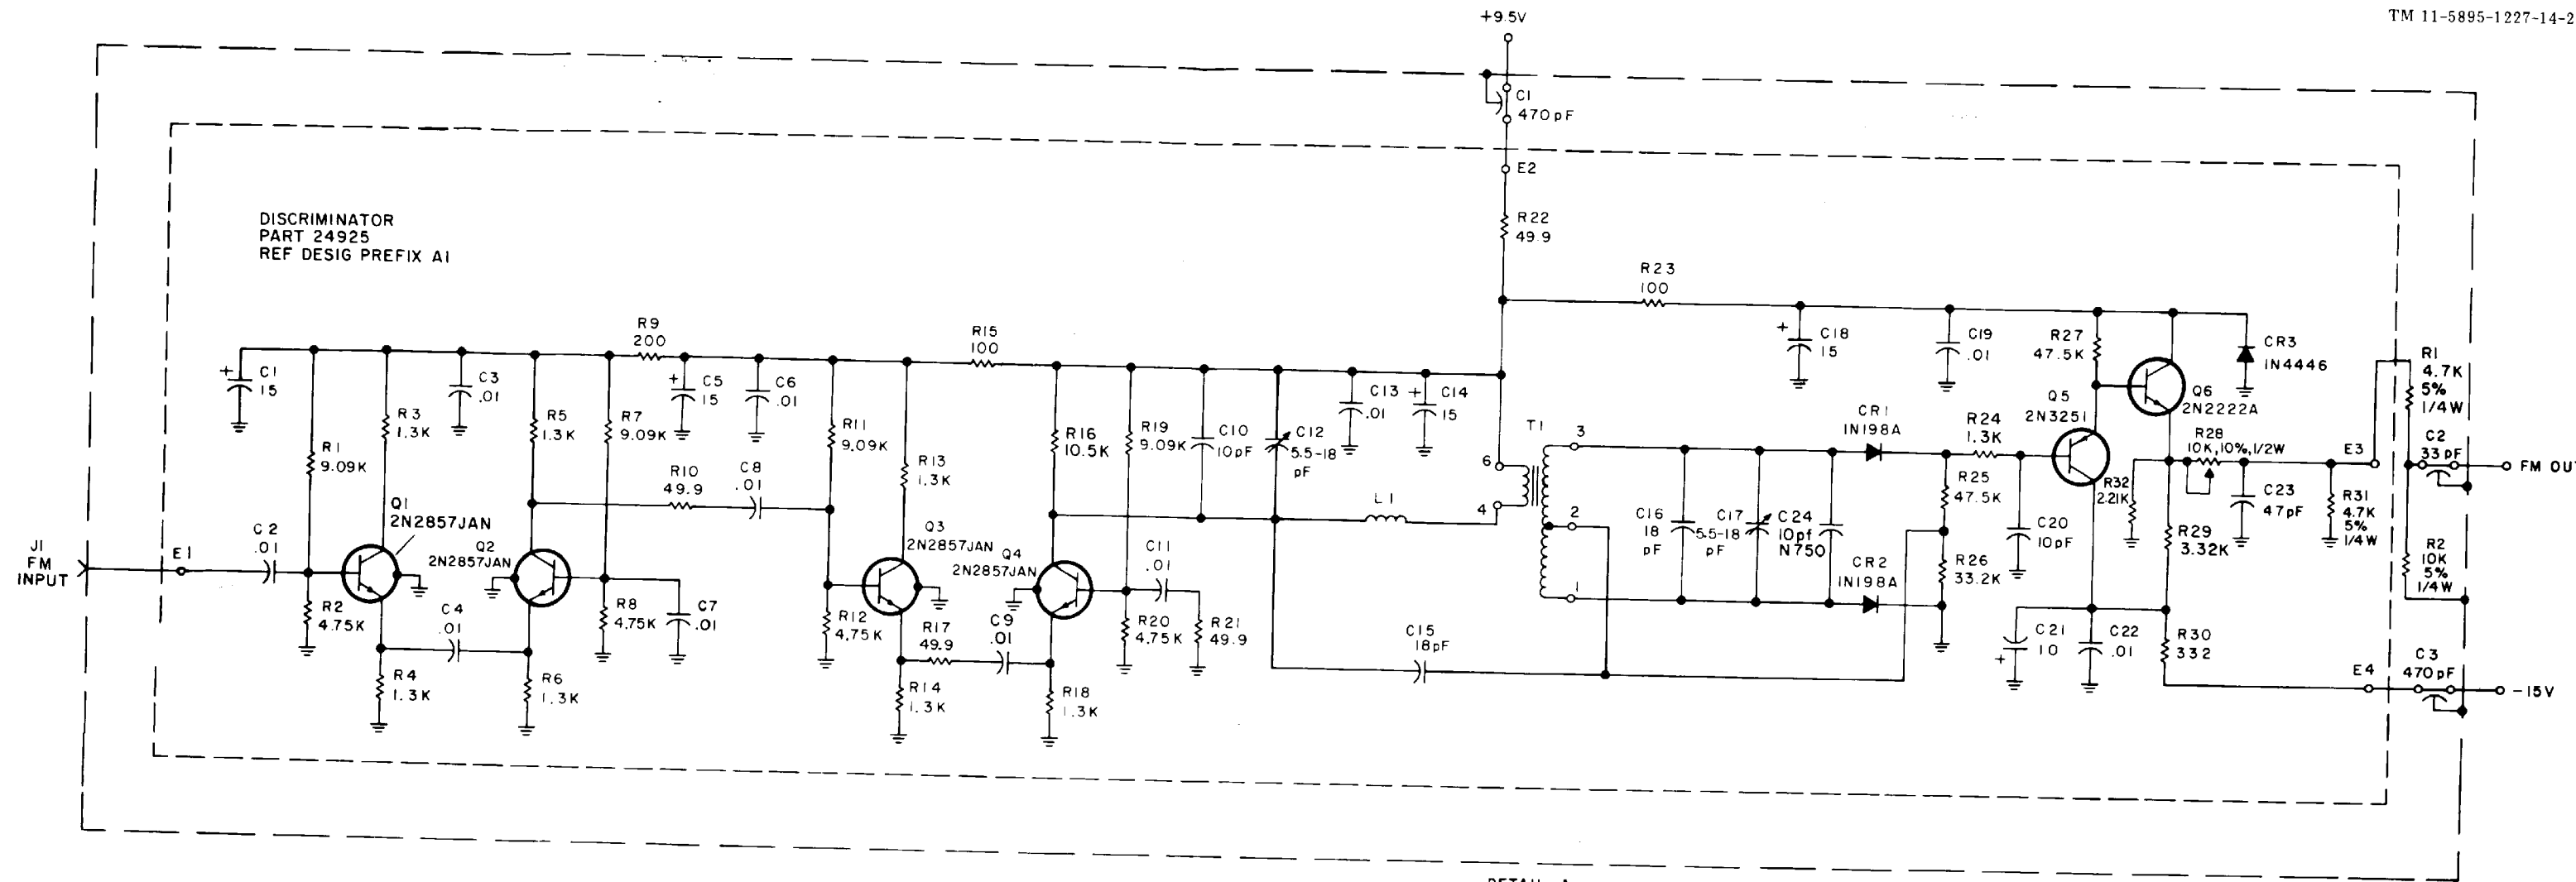 TM 11-5895-1227-14-2
+9.5V
C1
470pF
E2
DISCRIMINATOR
PART 24925
REF DESIG PREFIX A1
R22
49.9
R23
100
R9
200
R15
100
C1
15
R3
1.3K
C3
.01
R5
1.3K
R7
9.09K
C5
15
C6
.01
R11
9.09K
R13
1.3K
R16
10.5K
R19
9.09K
C10
10pF
C12
5.5-18
pF
C13
.01
C14
15
C18
15
C19
.01
R27
47.5K
CR3
1N4446
R1
4.7K
5%
1/4W
R1
9.09K
R10
49.9
C8
.01
Q1
2N2857JAN
Q2
2N2857JAN
Q3
2N2857JAN
Q4
2N2857JAN
C11
.01
L1
6
4
T1
3
2
1
C16
18
pF
C17
5.5-18
pF
C24
10pf
N750
CR1
1N198A
CR2
1N198A
R24
1.3K
R25
47.5K
R26
33.2K
C20
10pF
Q5
2N3251
Q6
2N2222A
R28
10K,10%,1/2W
R32
2.21K
R29
3.32K
C23
47pF
R31
4.7K
5%
1/4W
E3
C2
33pF
FM OUT
R2
10K
5%
1/4W
J1
FM
INPUT
E1
C2
.01
R2
4.75K
C4
.01
R8
4.75K
C7
.01
R12
4.75K
R17
49.9
C9
.01
R20
4.75K
R21
49.9
C15
18pF
C21
10
C22
.01
R30
332
E4
C3
470pF
-15V
R4
1.3K
R6
1.3K
R14
1.3K
R18
1.3K